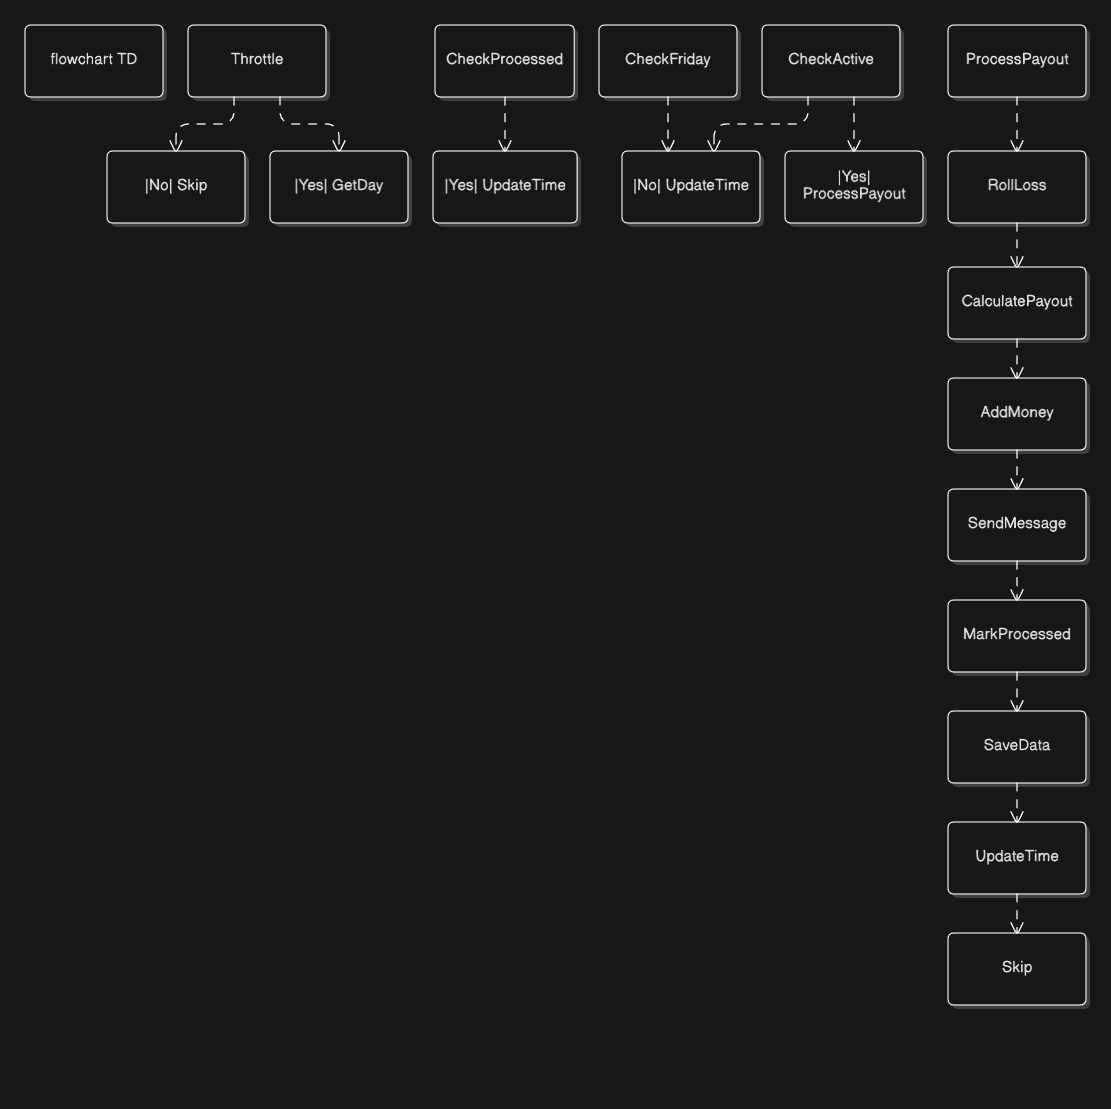 flowchart TD
Throttle
CheckProcessed
CheckFriday
CheckActive
ProcessPayout
|No| Skip
|Yes| GetDay
|Yes| UpdateTime
|No| UpdateTime
|Yes|
ProcessPayout
RollLoss
CalculatePayout
AddMoney
SendMessage
MarkProcessed
SaveData
UpdateTime
Skip